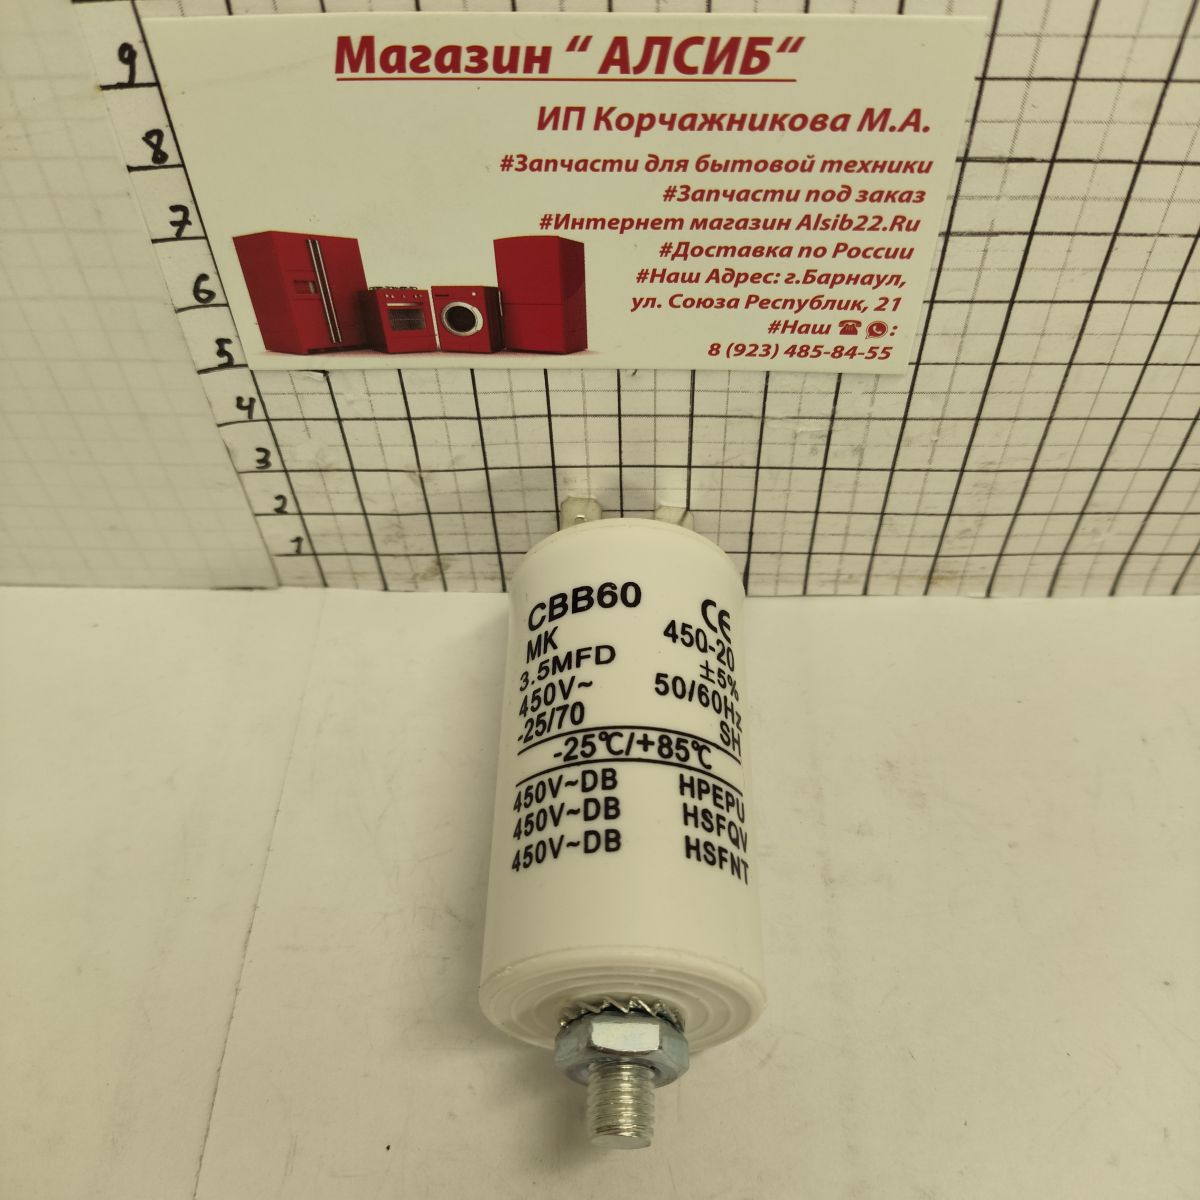 Магазин “ АЛСИБ“
ИП Корчажникова М.А.
#Запчасти для бытовой техники
#Запчасти под заказ
#Интернет магазин Alsib22.Ru
#Доставка по России
#Наш Адрес: г.Барнаул,
ул. Союза Республик, 21
#Наш ☎ :
8 (923) 485-84-55
9
8
7
6
5
4
3
2
1
CBB60 CE
MK 450-20
3.5MFD ±5%
450V~ 50/60Hz
-25/70 SH
-25℃/+85℃
450V~DB HPEPU
450V~DB HSFQV
450V~DB HSFNT